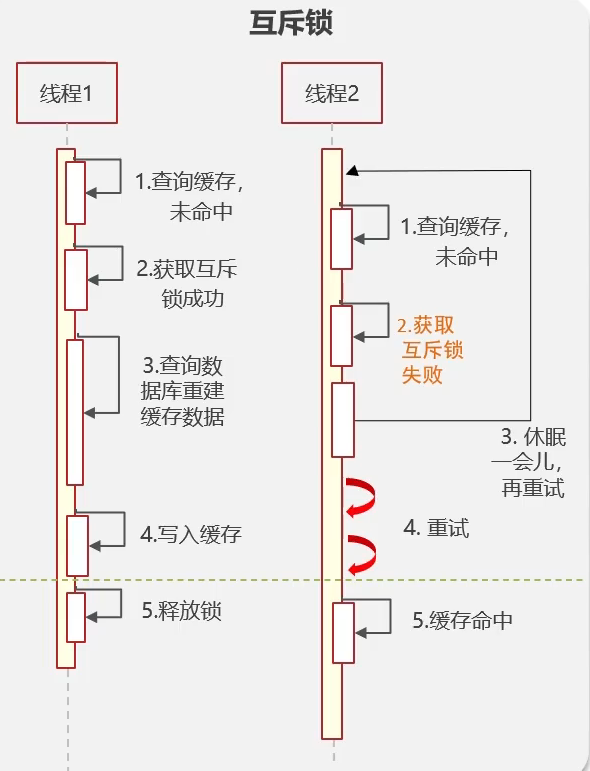 互斥锁
线程1
线程2
1.查询缓存，
未命中
2.获取互斥
锁成功
3.查询数
据库重建
缓存数据
4.写入缓存
5.释放锁
1.查询缓存，
未命中
2.获取
互斥锁
失败
3. 休眠
一会儿，
再重试
4. 重试
5.缓存命中